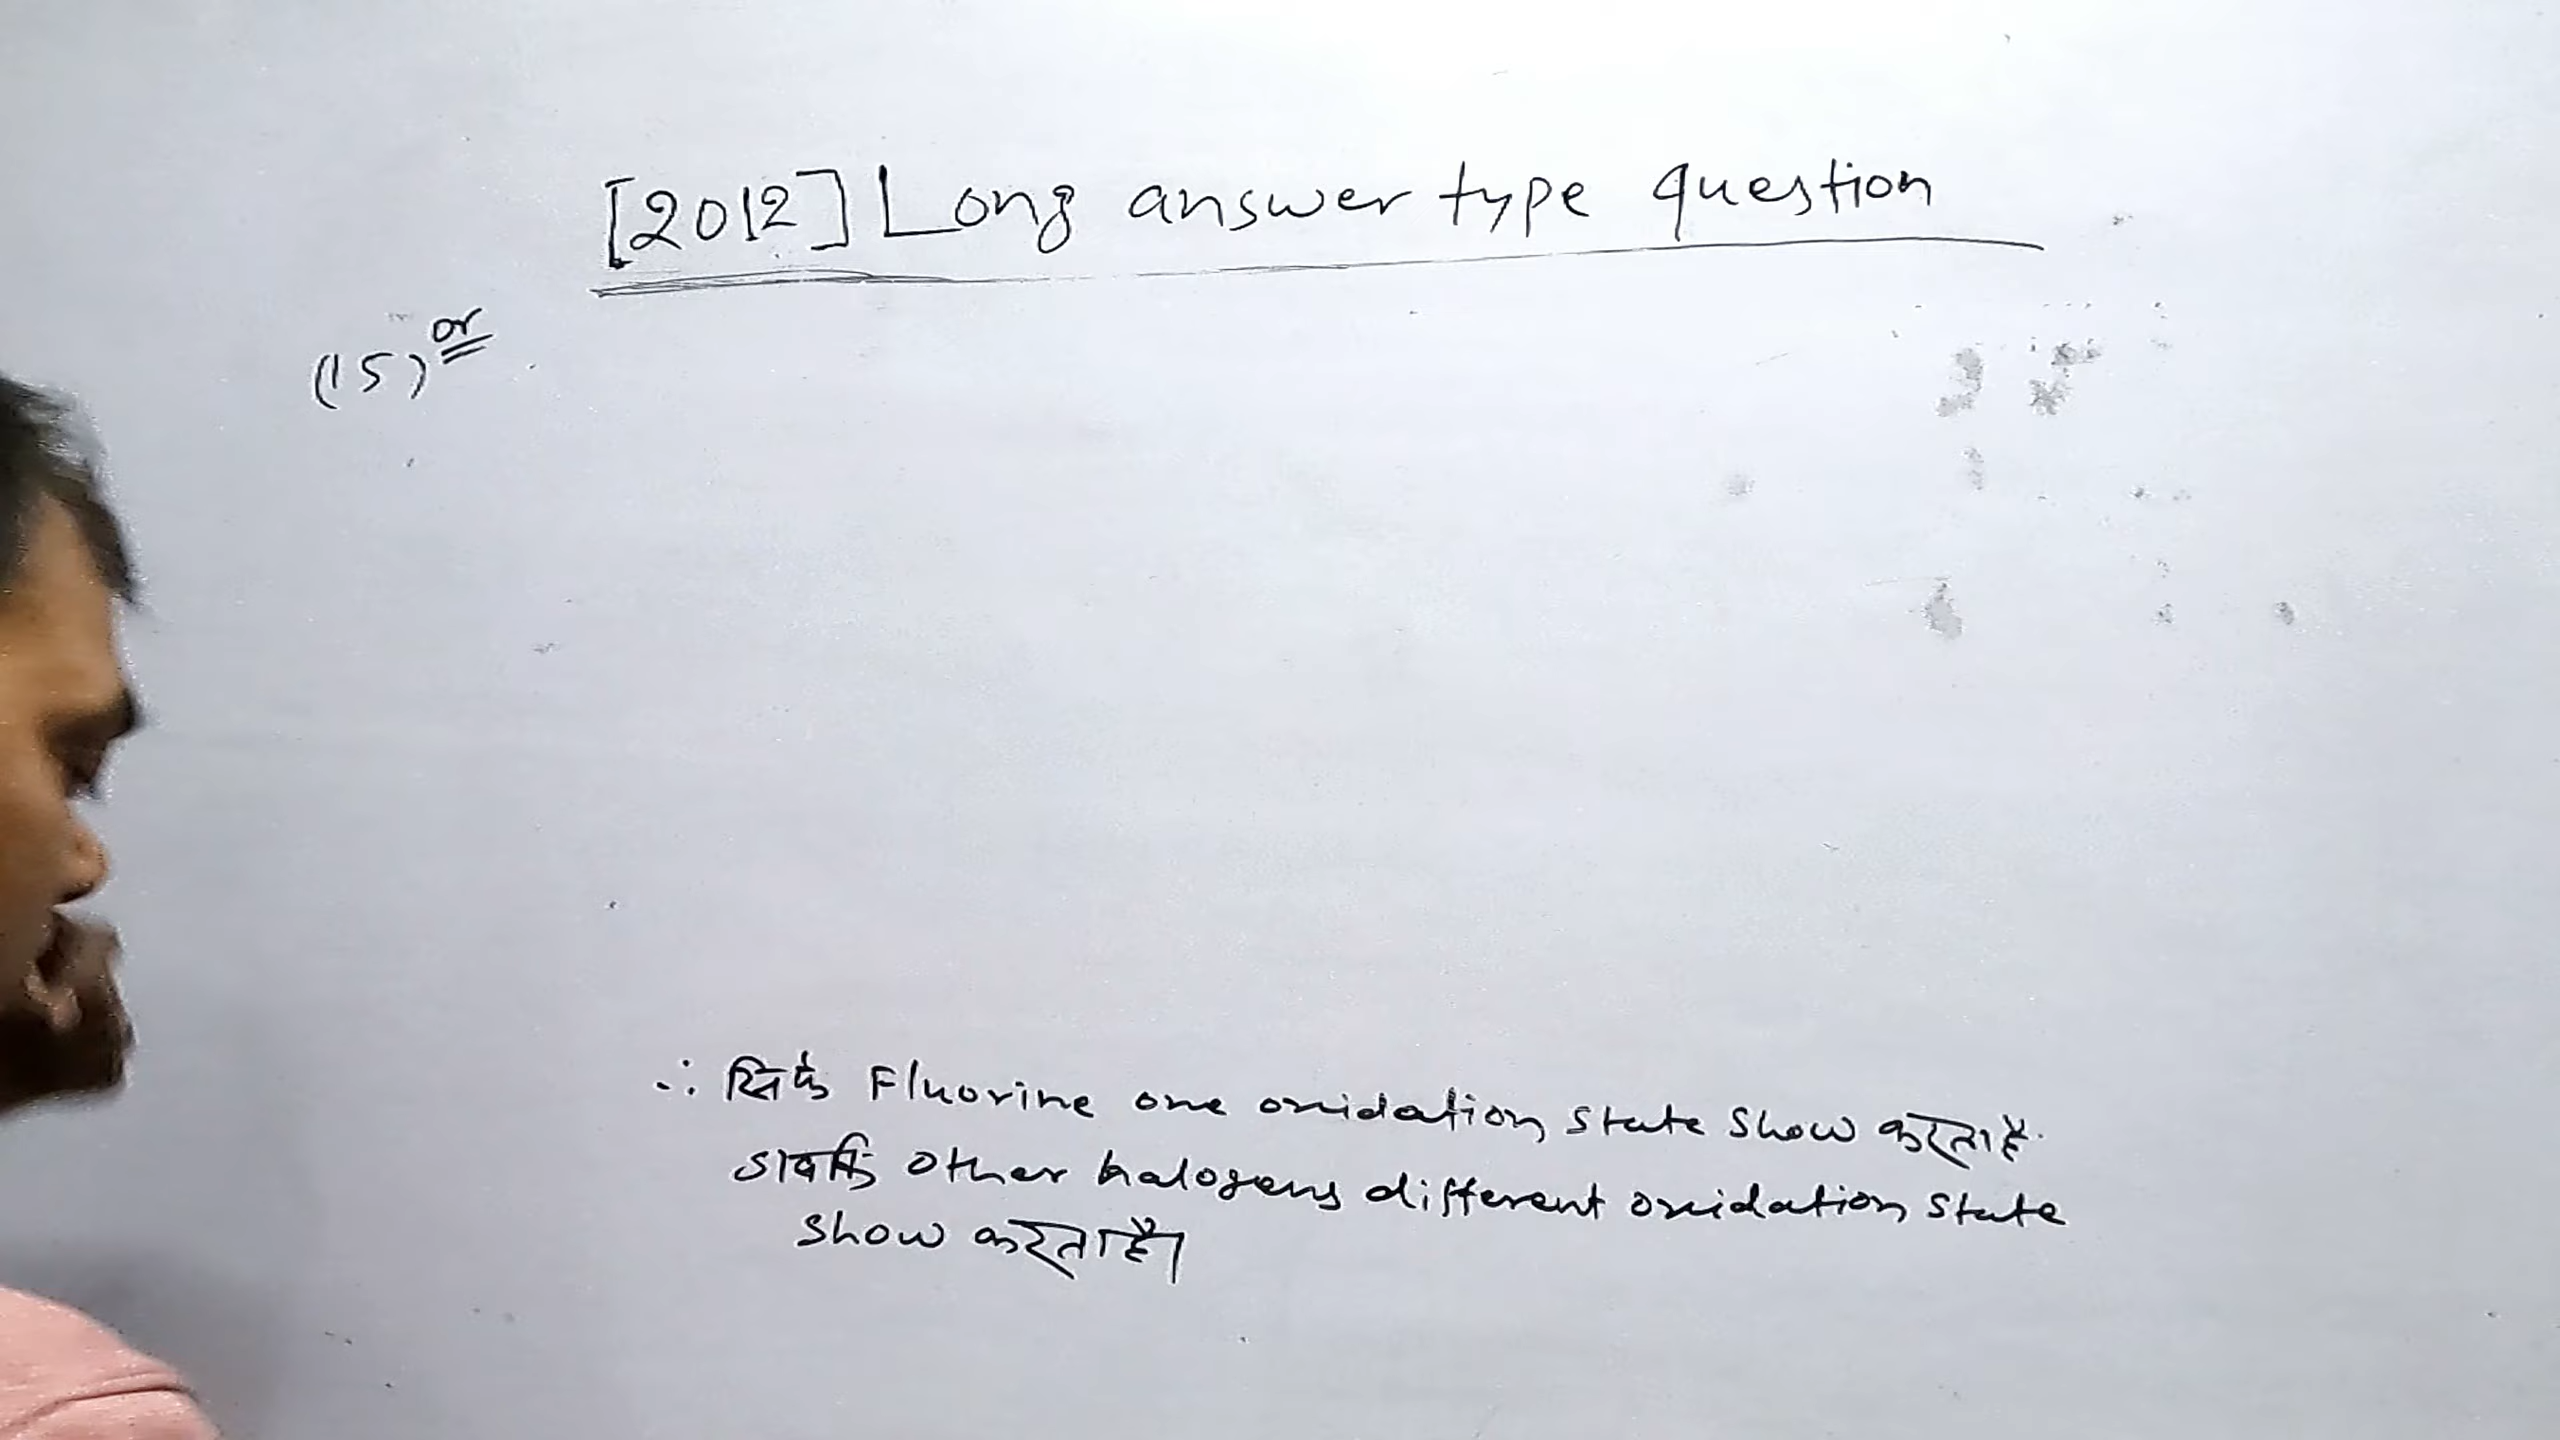 [2012] Long answer type question
(15) or
∴ सिर्फ Fluorine one oxidation state show करता है.
जबकि other halogens different oxidation state
show करता है।